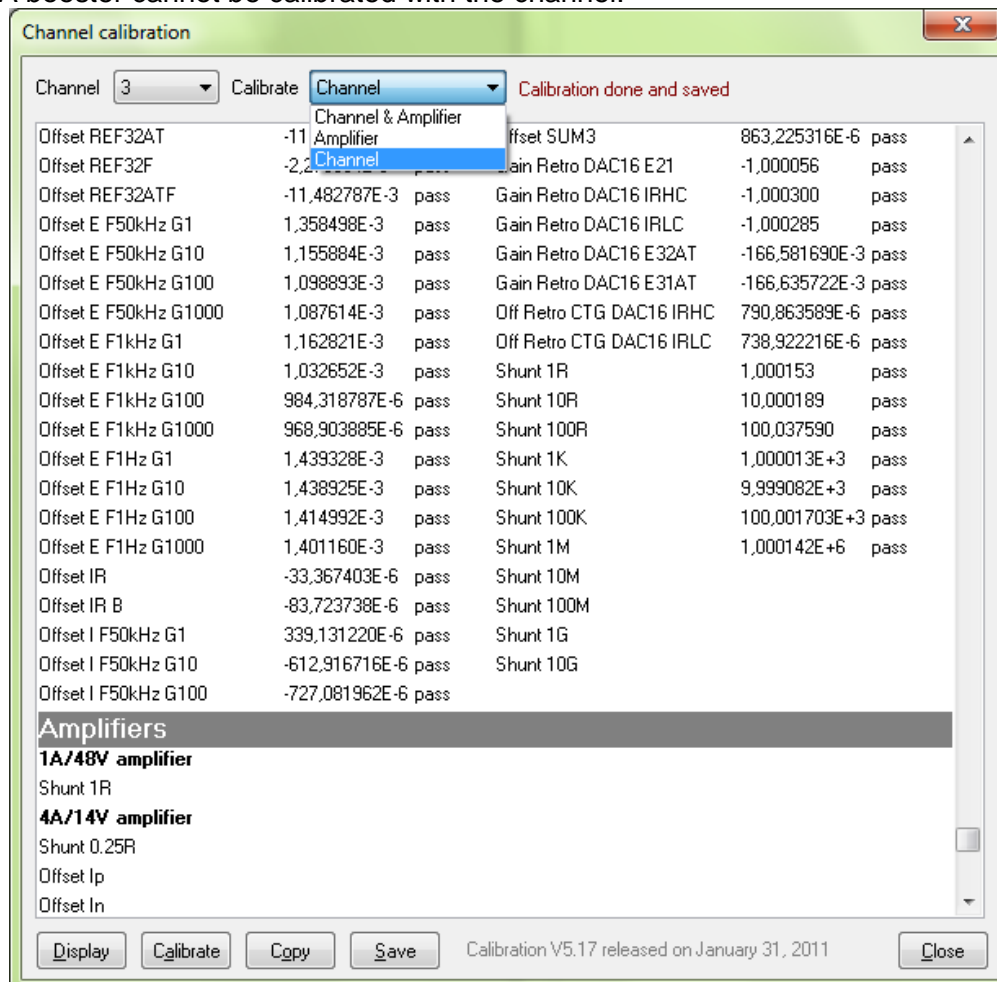 A booster cannot be calibrated with the channel.
Channel calibration
Channel 3 Calibrate Channel Calibration done and saved
Channel & Amplifier
Amplifier
Channel
Offset REF32AT -11 ffset SUM3 863,225316E-6 pass
Offset REF32F -2,2 ain Retro DAC16 E21 -1,000056 pass
Offset REF32ATF -11,482787E-3 pass Gain Retro DAC16 IRHC -1,000300 pass
Offset E F50kHz G1 1,358498E-3 pass Gain Retro DAC16 IRLC -1,000285 pass
Offset E F50kHz G10 1,155884E-3 pass Gain Retro DAC16 E32AT -166,581690E-3 pass
Offset E F50kHz G100 1,098893E-3 pass Gain Retro DAC16 E31AT -166,635722E-3 pass
Offset E F50kHz G1000 1,087614E-3 pass Off Retro CTG DAC16 IRHC 790,863589E-6 pass
Offset E F1kHz G1 1,162821E-3 pass Off Retro CTG DAC16 IRLC 738,922216E-6 pass
Offset E F1kHz G10 1,032652E-3 pass Shunt 1R 1,000153 pass
Offset E F1kHz G100 984,318787E-6 pass Shunt 10R 10,000189 pass
Offset E F1kHz G1000 968,903885E-6 pass Shunt 100R 100,037590 pass
Offset E F1Hz G1 1,439328E-3 pass Shunt 1K 1,000013E+3 pass
Offset E F1Hz G10 1,438925E-3 pass Shunt 10K 9,999082E+3 pass
Offset E F1Hz G100 1,414992E-3 pass Shunt 100K 100,001703E+3 pass
Offset E F1Hz G1000 1,401160E-3 pass Shunt 1M 1,000142E+6 pass
Offset IR -33,367403E-6 pass Shunt 10M
Offset IR B -83,723738E-6 pass Shunt 100M
Offset I F50kHz G1 339,131220E-6 pass Shunt 1G
Offset I F50kHz G10 -612,916716E-6 pass Shunt 10G
Offset I F50kHz G100 -727,081962E-6 pass
Amplifiers
1A/48V amplifier
Shunt 1R
4A/14V amplifier
Shunt 0.25R
Offset Ip
Offset In
Display Calibrate Copy Save Calibration V5.17 released on January 31, 2011 Close